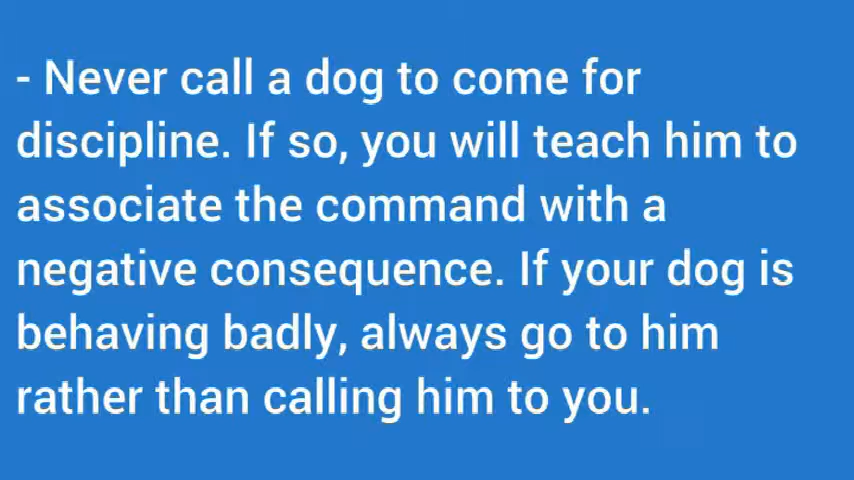 - Never call a dog to come for
discipline. If so, you will teach him to
associate the command with a
negative consequence. If your dog is
behaving badly, always go to him
rather than calling him to you.